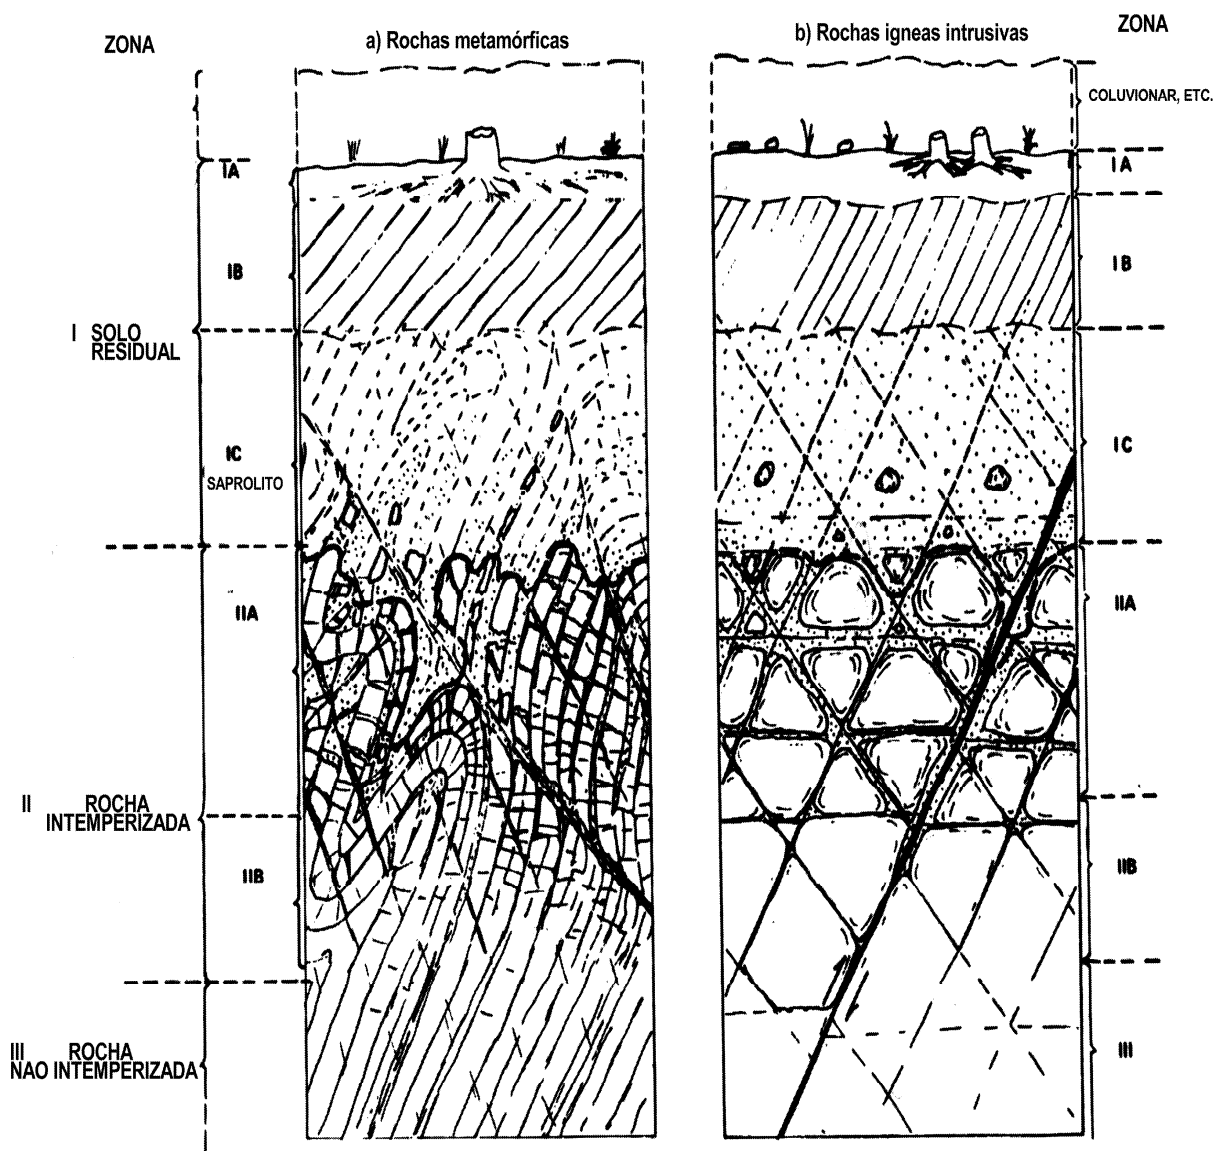 ZONA
a) Rochas metamórficas
b) Rochas igneas intrusivas
ZONA
COLUVIONAR, ETC.
IA
IA
IB
IB
I SOLO
RESIDUAL
IC
SAPROLITO
IC
IIA
IIA
II ROCHA
INTEMPERIZADA
IIB
IIB
III ROCHA
NAO INTEMPERIZADA
III